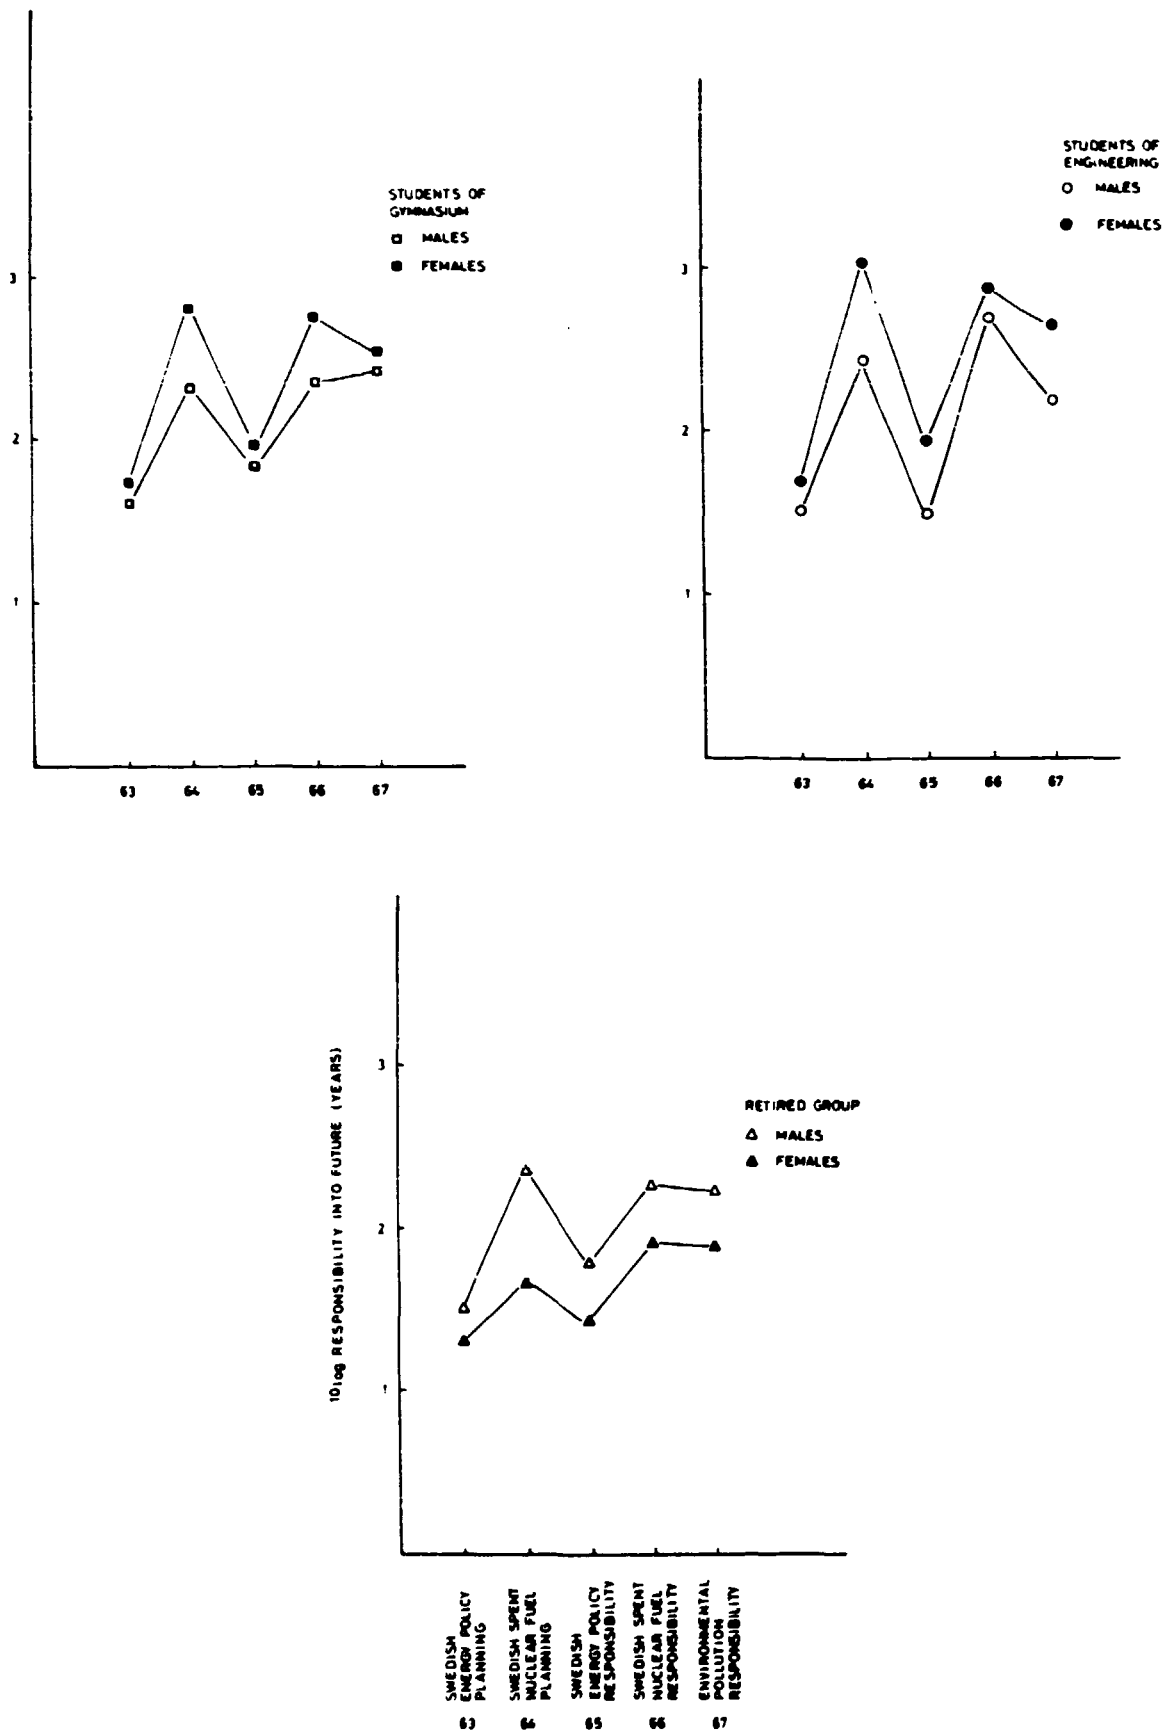 STUDENTS OF
GYMNASIUM
MALES
FEMALES
3
2
1
63 64 65 66 67
STUDENTS OF
ENGINEERING
MALES
FEMALES
3
2
1
63 64 65 66 67
10log RESPONSIBILITY INTO FUTURE (YEARS)
3
2
1
RETIRED GROUP
MALES
FEMALES
SWEDISH
ENERGY POLICY
PLANNING
63
SWEDISH SPENT
NUCLEAR FUEL
PLANNING
64
SWEDISH
ENERGY POLICY
RESPONSIBILITY
65
SWEDISH SPENT
NUCLEAR FUEL
RESPONSIBILITY
66
ENVIRONMENTAL
POLLUTION
RESPONSIBILITY
67